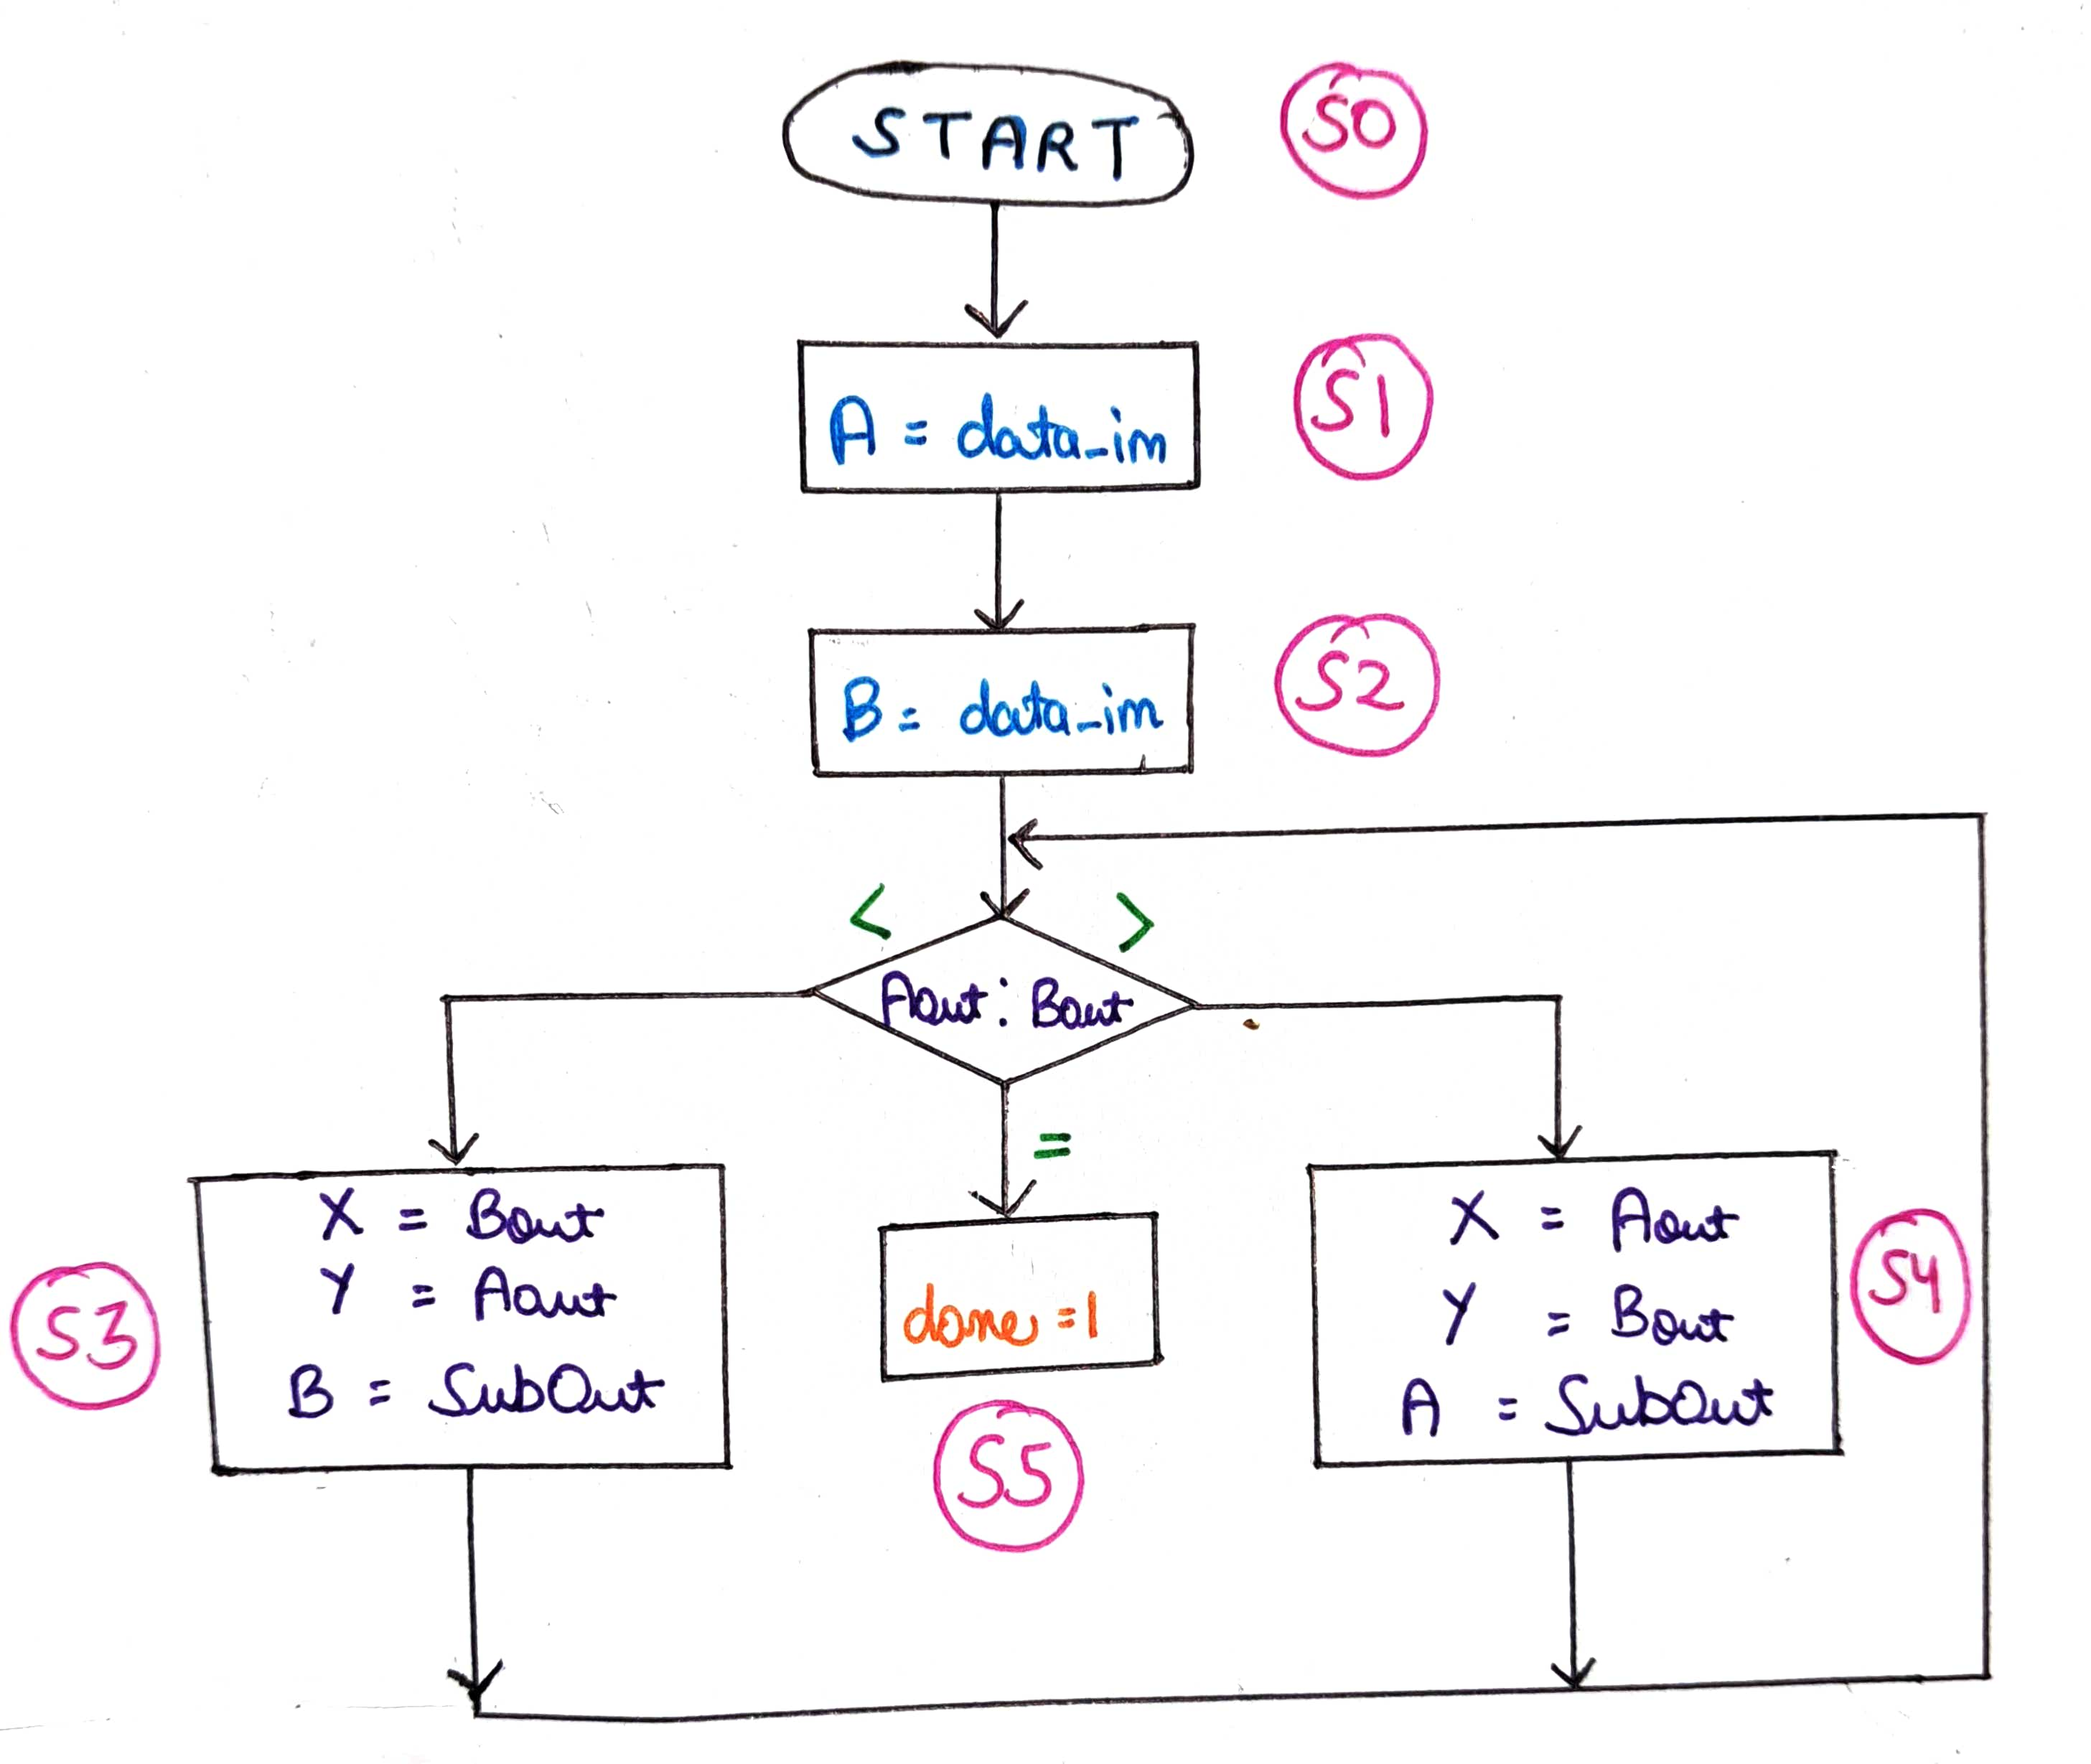 START
S0
A = data_in
S1
B = data_in
S2
<
>
Aout : Bout
=
X = Bout
Y = Aout
B = SubOut
S3
done = 1
S5
X = Aout
Y = Bout
A = SubOut
S4